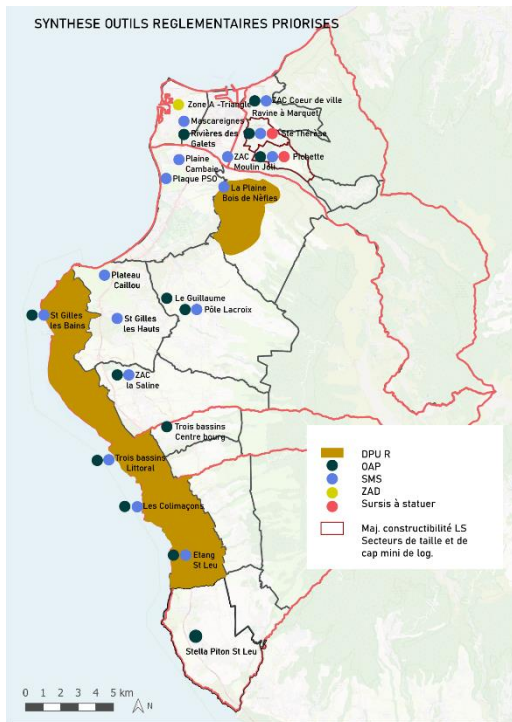 SYNTHESE OUTILS REGLEMENTAIRES PRIORISES
Zone A -Triangle
ZAC Coeur de ville
Ravine à Marquet
Mascareignes
Rivières des
Galets
Ste Thérèse
Plaine
Cambaie
ZAC
Moulin Joli
Pichette
Plaque PSO
La Plaine
Bois de Nèfles
Plateau
Caillou
Le Guillaume
Pôle Lacroix
St Gilles
les Bains
St Gilles
les Hauts
ZAC
la Saline
Trois bassins
Centre bourg
Trois bassins
Littoral
Les Colimaçons
Etang
St Leu
Stella Piton St Leu
DPU R
OAP
SMS
ZAD
Sursis à statuer
Maj. constructibilité LS
Secteurs de taille et de
cap mini de log.
0 1 2 3 4 5 km
N